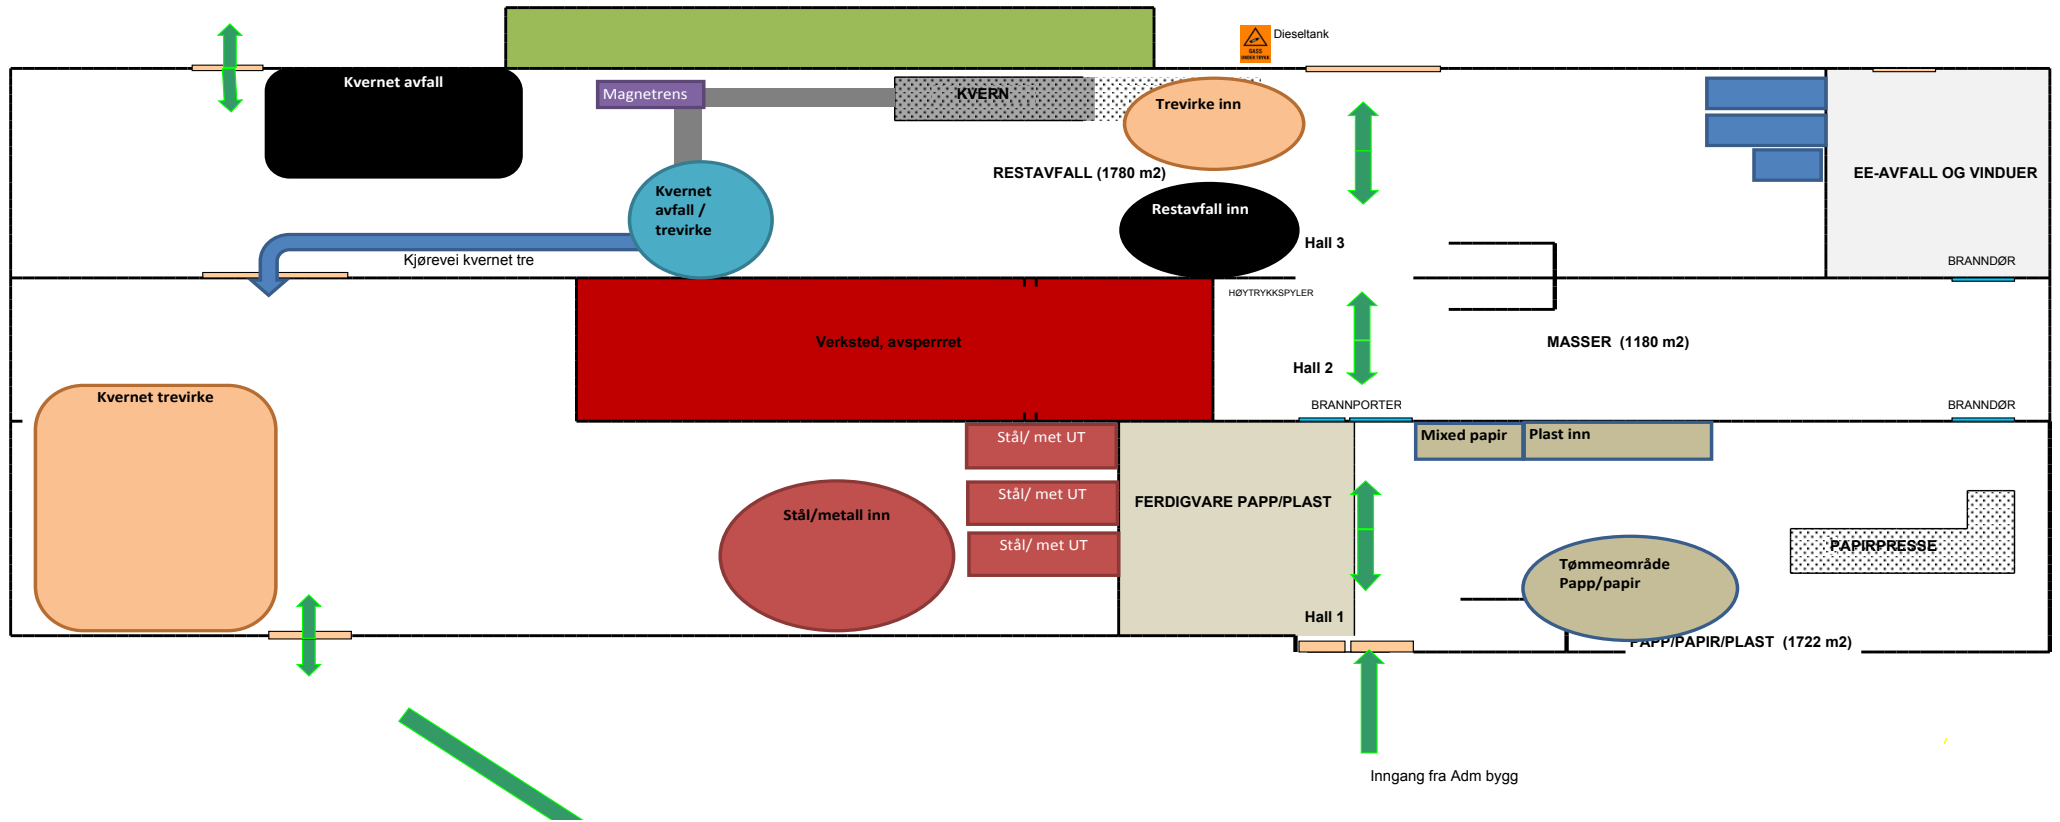 Dieseltank
GASS
UNDER TRYKK
Kvernet avfall
Magnetrens
KVERN
Trevirke inn
RESTAVFALL (1780 m2)
EE-AVFALL OG VINDUER
Kvernet
avfall /
trevirke
Restavfall inn
Hall 3
Kjørevei kvernet tre
BRANNDØR
HØYTRYKKSPYLER
Verksted, avsperrret
MASSER (1180 m2)
Hall 2
Kvernet trevirke
BRANNPORTER
BRANNDØR
Stål/ met UT
Mixed papir
Plast inn
Stål/ met UT
FERDIGVARE PAPP/PLAST
Stål/metall inn
Stål/ met UT
PAPIRPRESSE
Tømmeområde
Papp/papir
Hall 1
PAPP/PAPIR/PLAST (1722 m2)
Inngang fra Adm bygg